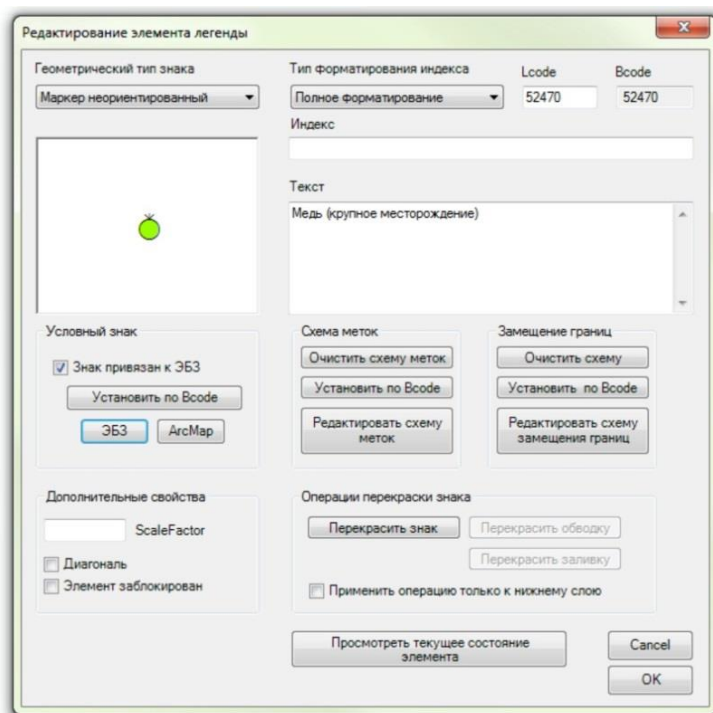 Редактирование элемента легенды
Геометрический тип знака
Тип форматирования индекса
Lcode
Bcode
Маркер неориентированный
Полное форматирование
52470
52470
Индекс
Текст
Медь (крупное месторождение)
Условный знак
Схема меток
Замещение границ
Знак привязан к ЭБЗ
Очистить схему меток
Очистить схему
Установить по Bcode
Установить по Bcode
Установить по Bcode
ЭБЗ
ArcMap
Редактировать схему
меток
Редактировать схему
замещения границ
Дополнительные свойства
Операции перекраски знака
ScaleFactor
Перекрасить знак
Перекрасить обводку
Перекрасить заливку
Диагональ
Элемент заблокирован
Применить операцию только к нижнему слою
Просмотреть текущее состояние
элемента
Cancel
OK